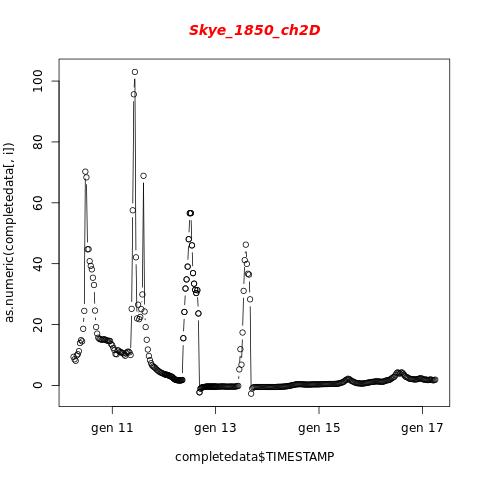 Skye_1850_ch2D
as.numeric(completedata[, i])
100
80
60
40
20
0
gen 11
gen 13
gen 15
gen 17
completedata$TIMESTAMP